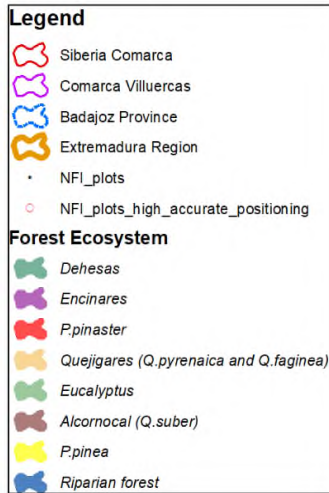 Legend
Siberia Comarca
Comarca Villuercas
Badajoz Province
Extremadura Region
NFI_plots
NFI_plots_high_accurate_positioning
Forest Ecosystem
Dehesas
Encinares
P.pinaster
Quejigares (Q.pyrenaica and Q.faginea)
Eucalyptus
Alcornocal (Q.suber)
P.pinea
Riparian forest